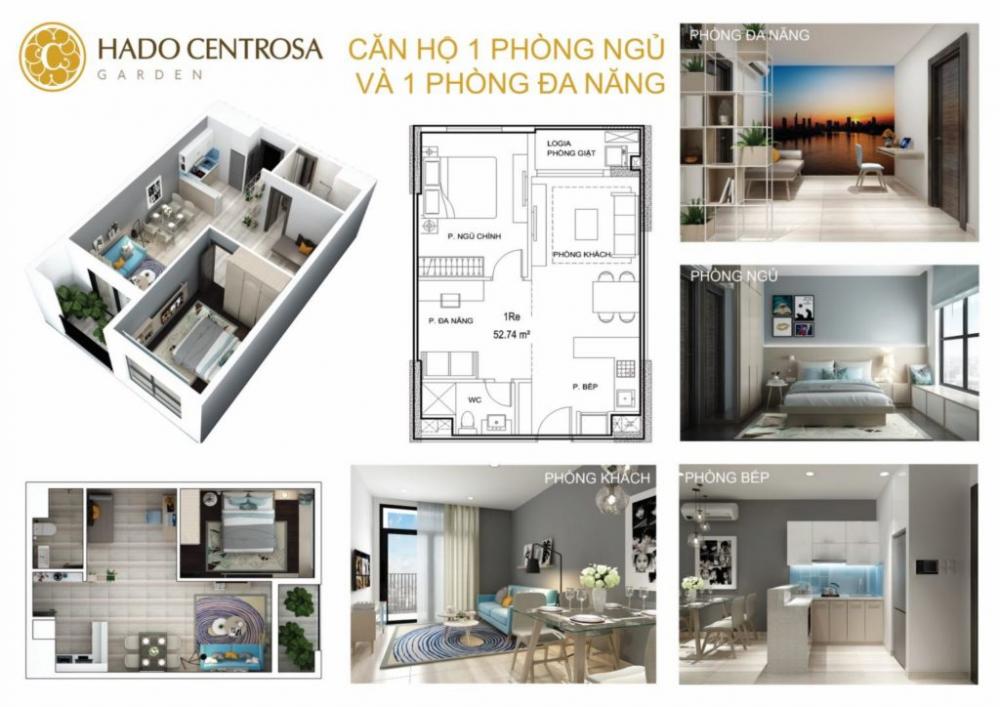 HADO CENTROSA
GARDEN
CĂN HỘ 1 PHÒNG NGỦ
VÀ 1 PHÒNG ĐA NĂNG
PHÒNG ĐA NĂNG
LOGIA
PHÒNG GIẶT
P. NGỦ CHÍNH
PHÒNG KHÁCH
P. ĐA NĂNG
1Re
52.74 m²
P. BẾP
WC
PHÒNG NGỦ
PHÒNG KHÁCH
PHÒNG BẾP